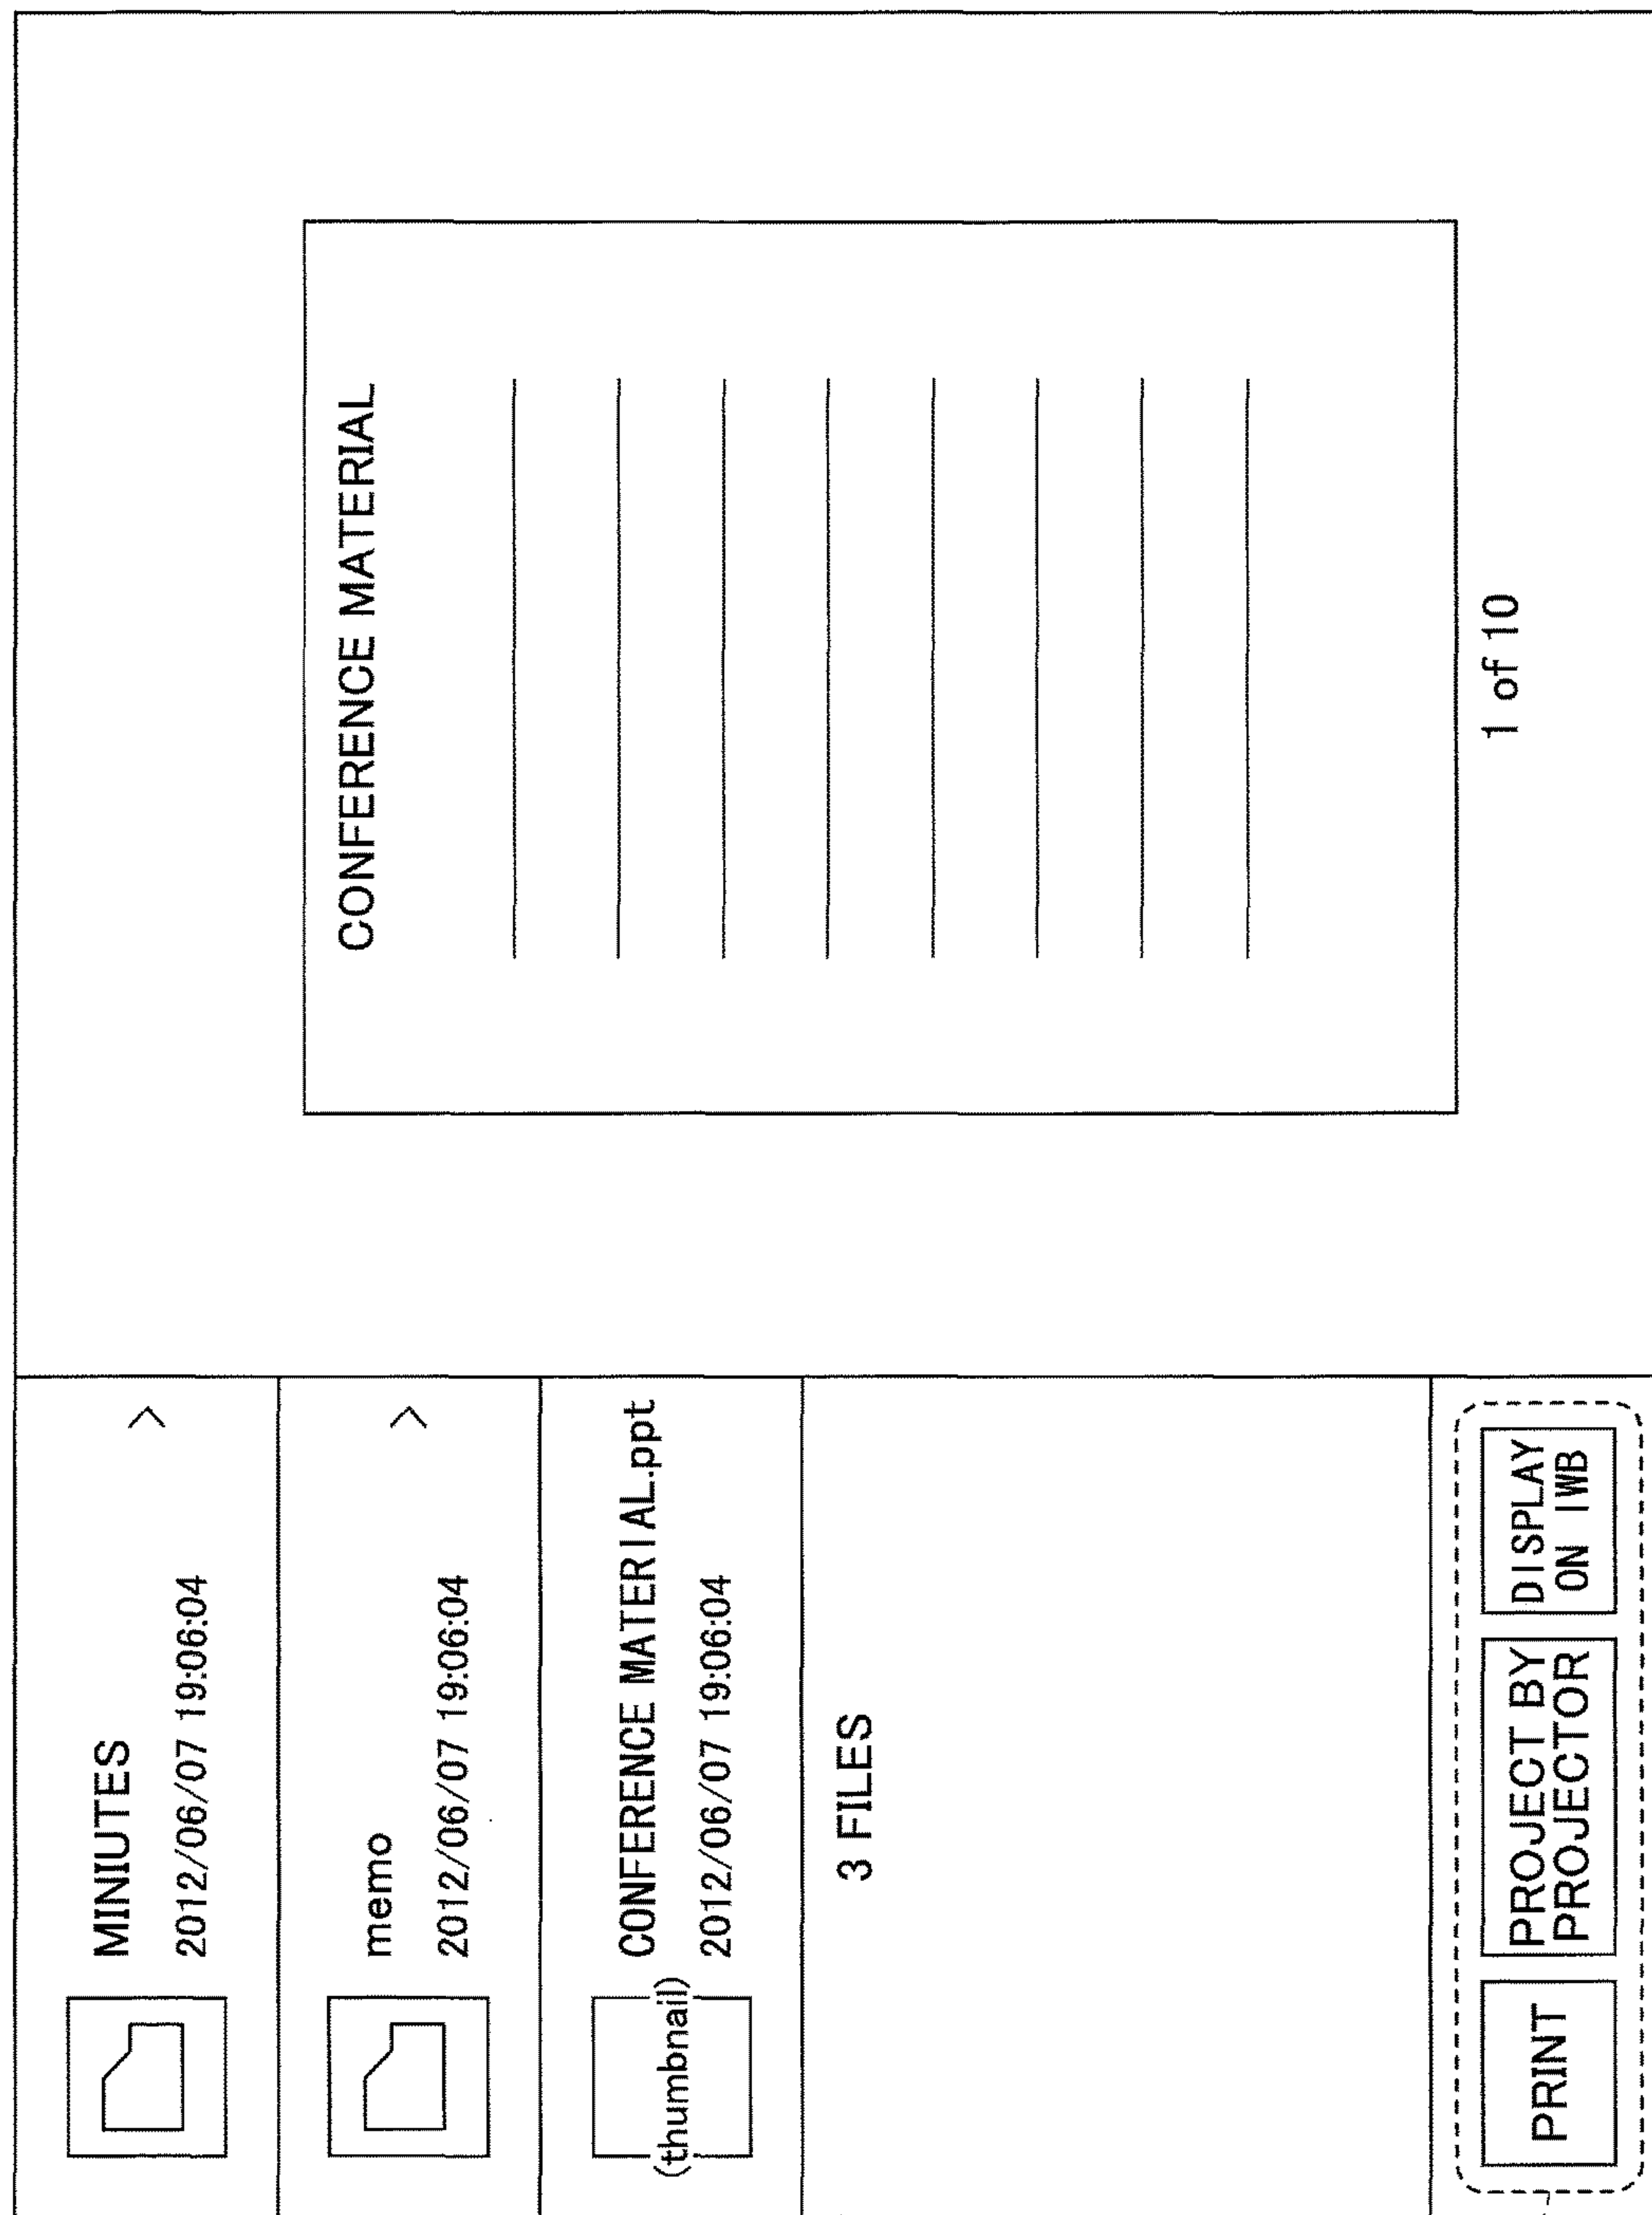 MINIUTES
>
2012/06/07 19:06:04
memo
>
2012/06/07 19:06:04
(thumbnail)
CONFERENCE MATERIAL.ppt
2012/06/07 19:06:04
3 FILES
PRINT
PROJECT BY
PROJECTOR
DISPLAY
ON IWB
CONFERENCE MATERIAL
1 of 10